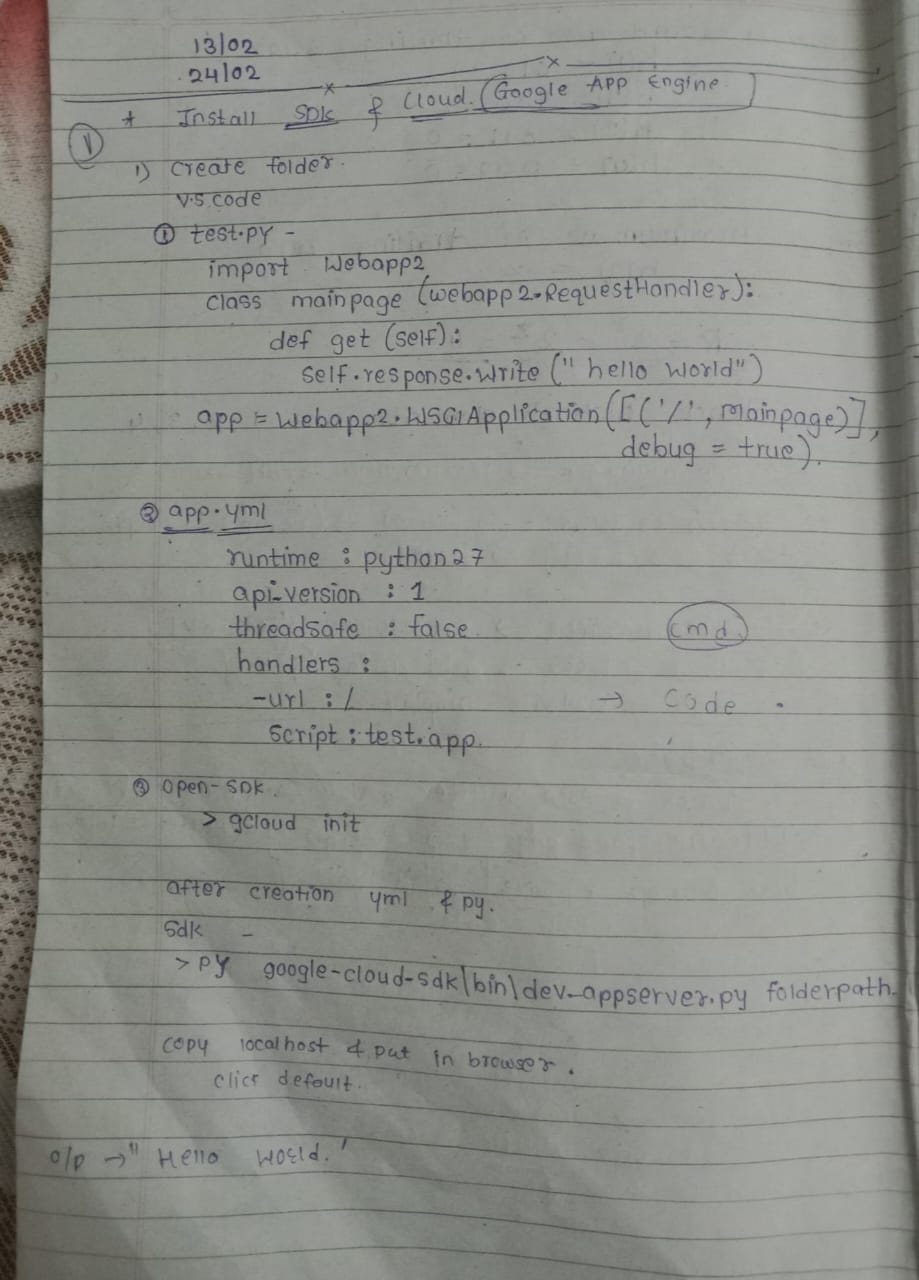 13/02
24/02
* Install SDK & Cloud. (Google App Engine)
1
1) create folder.
V.S. code
① test.py -
import Webapp2
class mainpage (webapp2.RequestHandler):
def get (self):
self.response.write ("hello world")
app = Webapp2.WSGIApplication([('/', mainpage)],
debug = true).
② app.yml
runtime : python27
api-version : 1
threadsafe : false
cmd.
handlers :
-url : /
→ Code .
script : test.app.
③ open-SDK.
> gcloud init
after creation yml & py.
sdk -
> py google-cloud-sdk\bin\dev-appserver.py folderpath.
copy localhost & put in browser.
clicr defoult.
o/p → " Hello World. '